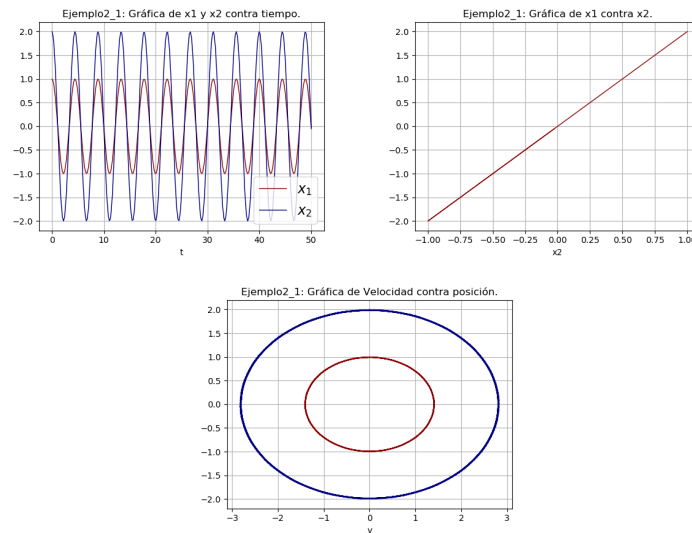 Ejemplo2_1: Gráfica de x1 y x2 contra tiempo.
2.0
1.5
1.0
0.5
0.0
−0.5
−1.0
−1.5
−2.0
x1
x2
0 10 20 30 40 50
t
Ejemplo2_1: Gráfica de x1 contra x2.
2.0
1.5
1.0
0.5
0.0
−0.5
−1.0
−1.5
−2.0
−1.00 −0.75 −0.50 −0.25 0.00 0.25 0.50 0.75 1.00
x2
Ejemplo2_1: Gráfica de Velocidad contra posición.
2.0
1.5
1.0
0.5
0.0
−0.5
−1.0
−1.5
−2.0
−3 −2 −1 0 1 2 3
v